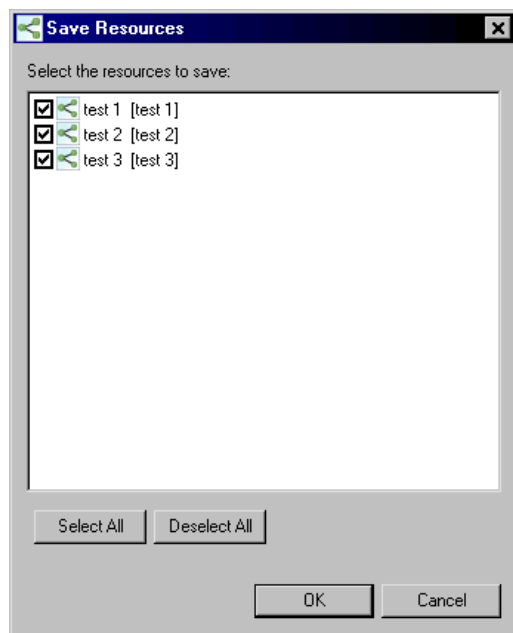 Save Resources
Select the resources to save:
test 1 [test 1]
test 2 [test 2]
test 3 [test 3]
Select All Deselect All
OK Cancel